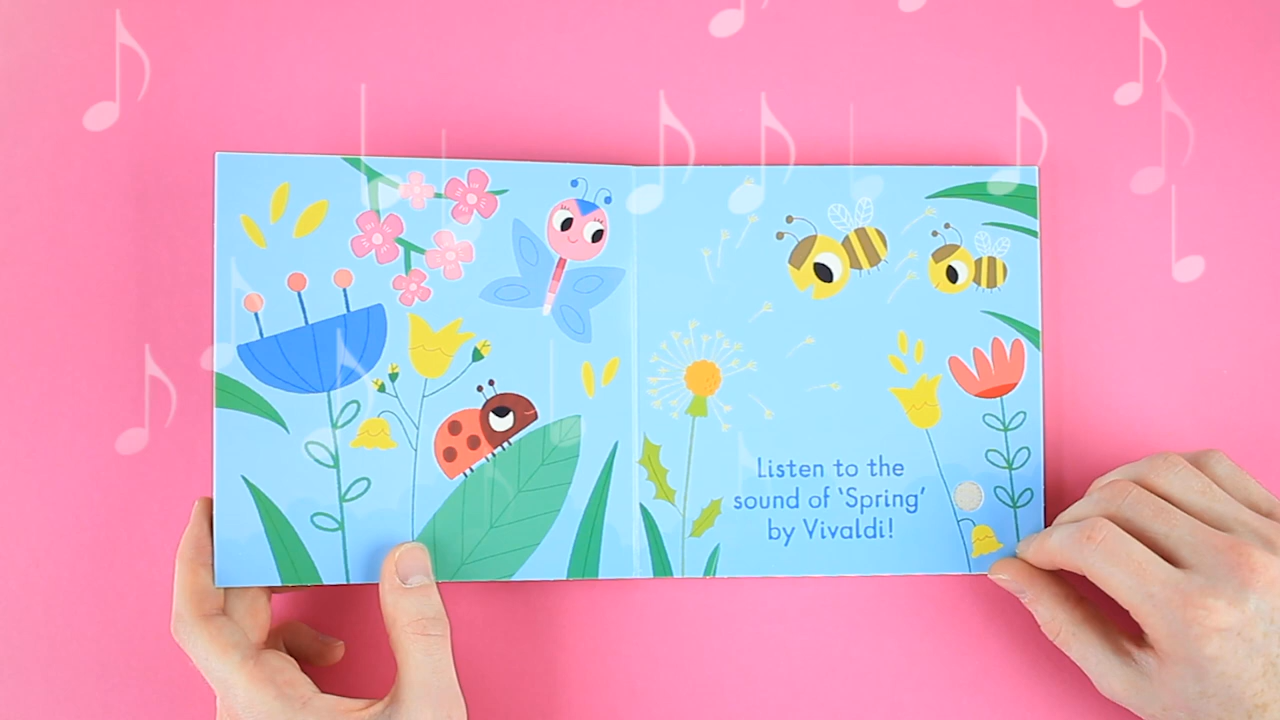 Listen to the
sound of ‘Spring’
by Vivaldi!